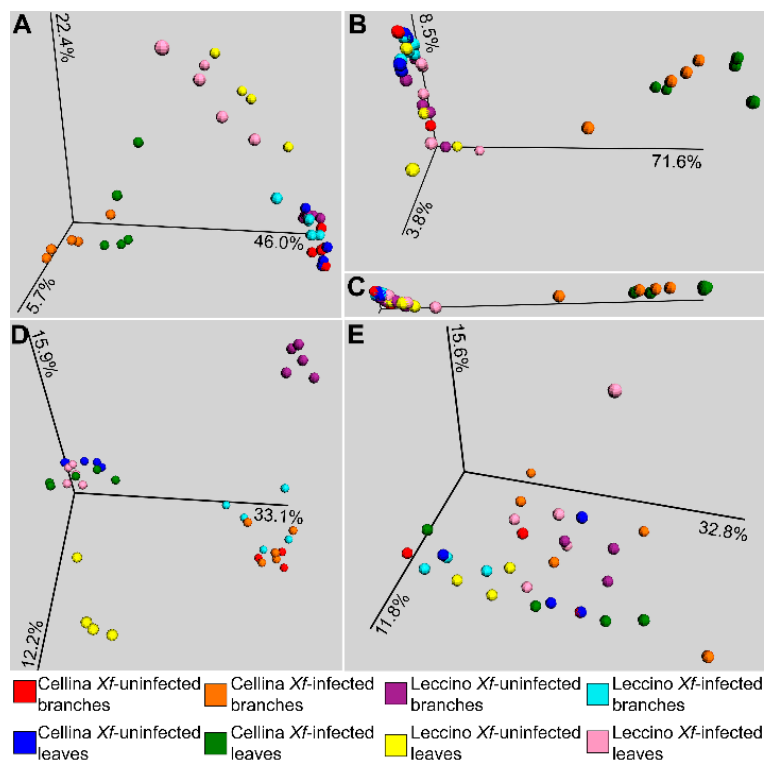 A
22.4%
46.0%
5.7%
B
8.5%
71.6%
3.8%
C
D
15.9%
33.1%
12.2%
E
15.6%
32.8%
11.8%
Cellina Xf-uninfected branches
Cellina Xf-infected branches
Leccino Xf-uninfected branches
Leccino Xf-infected branches
Cellina Xf-uninfected leaves
Cellina Xf-infected leaves
Leccino Xf-uninfected leaves
Leccino Xf-infected leaves